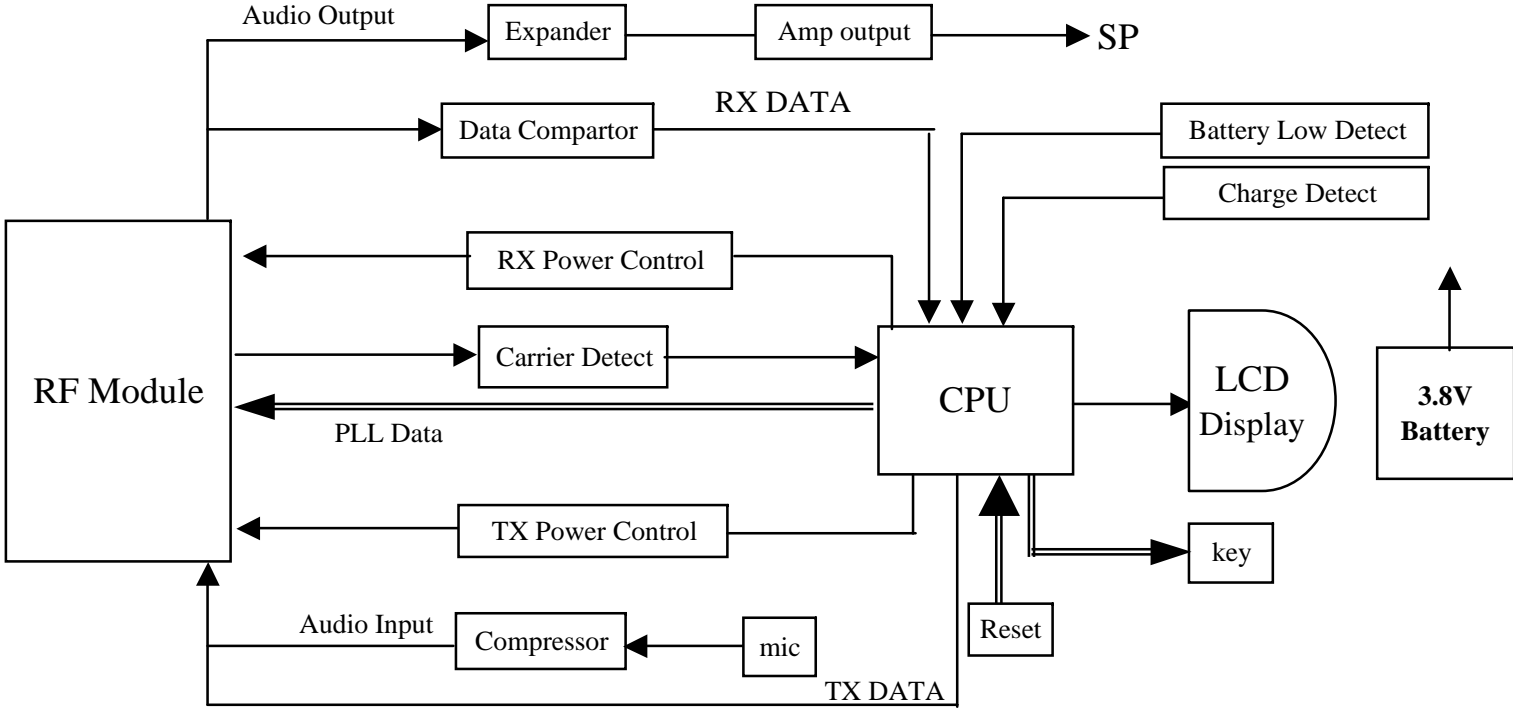 Audio Output
Expander
Amp output
SP
RX DATA
Data Compartor
Battery Low Detect
Charge Detect
RX Power Control
Carrier Detect
RF Module
CPU
LCD
Display
3.8V
Battery
PLL Data
TX Power Control
key
Reset
Audio Input
Compressor
mic
TX DATA